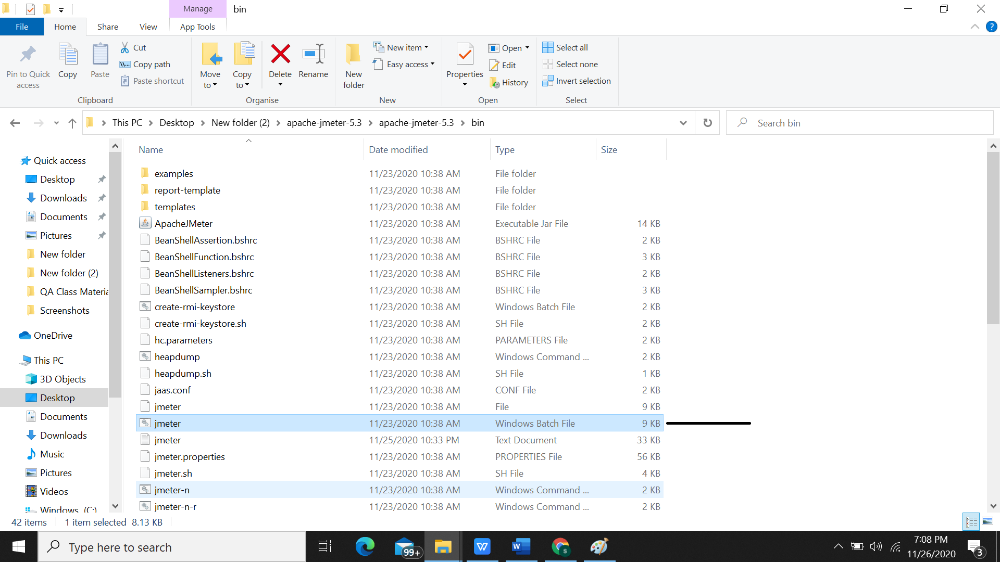 Manage
bin
File
Home
Share
View
App Tools
?
Pin to Quick access
Copy
Paste
Cut
Copy path
Paste shortcut
Clipboard
Move to
Copy to
Delete
Rename
Organise
New folder
New item
Easy access
New
Properties
Open
Edit
History
Open
Select all
Select none
Invert selection
Select
This PC
Desktop
New folder (2)
apache-jmeter-5.3
apache-jmeter-5.3
bin
Search bin
Quick access
Desktop
Downloads
Documents
Pictures
New folder
New folder (2)
QA Class Materia
Screenshots
OneDrive
This PC
3D Objects
Desktop
Documents
Downloads
Music
Pictures
Videos
Windows (C:)
Name Date modified Type Size
examples 11/23/2020 10:38 AM File folder
report-template 11/23/2020 10:38 AM File folder
templates 11/23/2020 10:38 AM File folder
ApacheJMeter 11/23/2020 10:38 AM Executable Jar File 14 KB
BeanShellAssertion.bshrc 11/23/2020 10:38 AM BSHRC File 2 KB
BeanShellFunction.bshrc 11/23/2020 10:38 AM BSHRC File 3 KB
BeanShellListeners.bshrc 11/23/2020 10:38 AM BSHRC File 2 KB
BeanShellSampler.bshrc 11/23/2020 10:38 AM BSHRC File 3 KB
create-rmi-keystore 11/23/2020 10:38 AM Windows Batch File 2 KB
create-rmi-keystore.sh 11/23/2020 10:38 AM SH File 2 KB
hc.parameters 11/23/2020 10:38 AM PARAMETERS File 2 KB
heapdump 11/23/2020 10:38 AM Windows Command ... 2 KB
heapdump.sh 11/23/2020 10:38 AM SH File 1 KB
jaas.conf 11/23/2020 10:38 AM CONF File 2 KB
jmeter 11/23/2020 10:38 AM File 9 KB
jmeter 11/23/2020 10:38 AM Windows Batch File 9 KB
jmeter 11/25/2020 10:33 PM Text Document 33 KB
jmeter.properties 11/23/2020 10:38 AM PROPERTIES File 56 KB
jmeter.sh 11/23/2020 10:38 AM SH File 4 KB
jmeter-n 11/23/2020 10:38 AM Windows Command ... 2 KB
jmeter-n-r 11/23/2020 10:38 AM Windows Command ... 2 KB
42 items 1 item selected 8.13 KB
Type here to search
99+
W
W
S
7:08 PM
11/26/2020
3